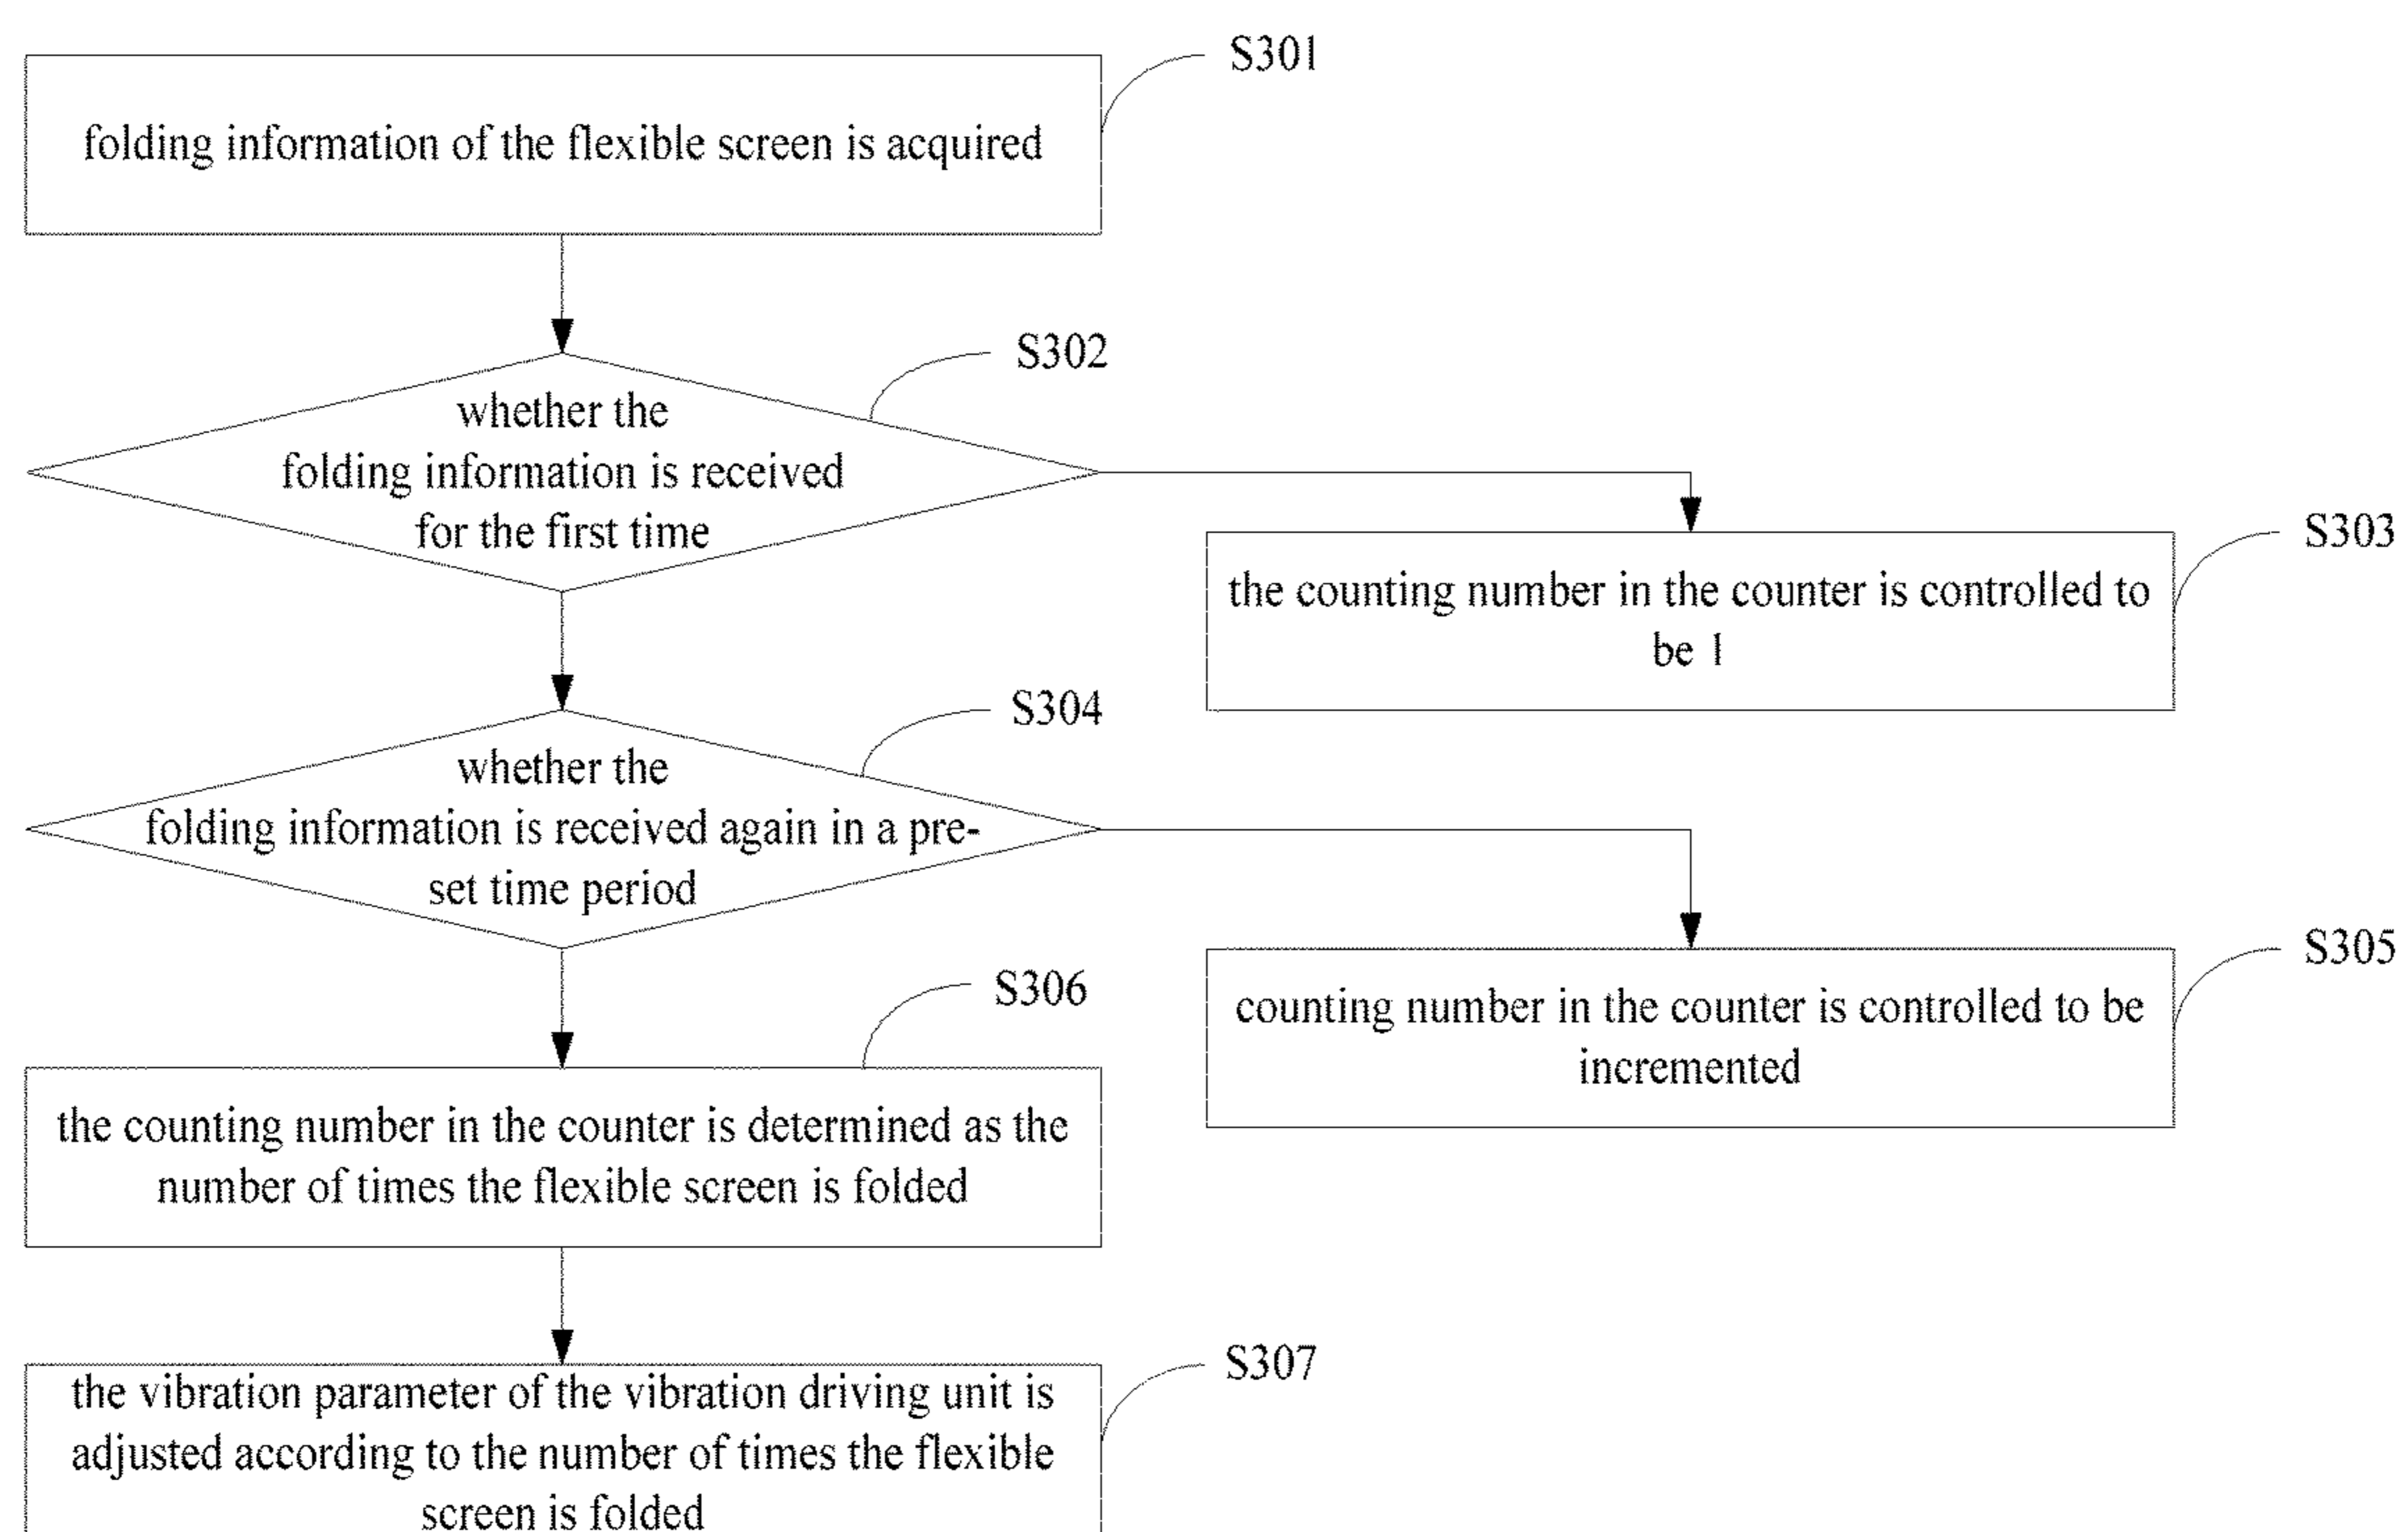 S301
folding information of the flexible screen is acquired
S302
whether the
folding information is received
for the first time
S303
the counting number in the counter is controlled to
be 1
S304
whether the
folding information is received again in a pre-
set time period
S305
counting number in the counter is controlled to be
incremented
S306
the counting number in the counter is determined as the
number of times the flexible screen is folded
S307
the vibration parameter of the vibration driving unit is
adjusted according to the number of times the flexible
screen is folded